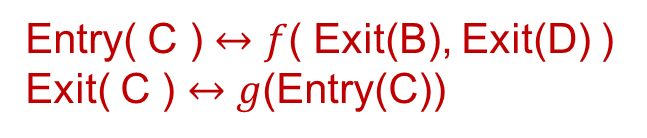 Entry( C ) ↔ f( Exit(B), Exit(D) )
Exit( C ) ↔ g(Entry(C))